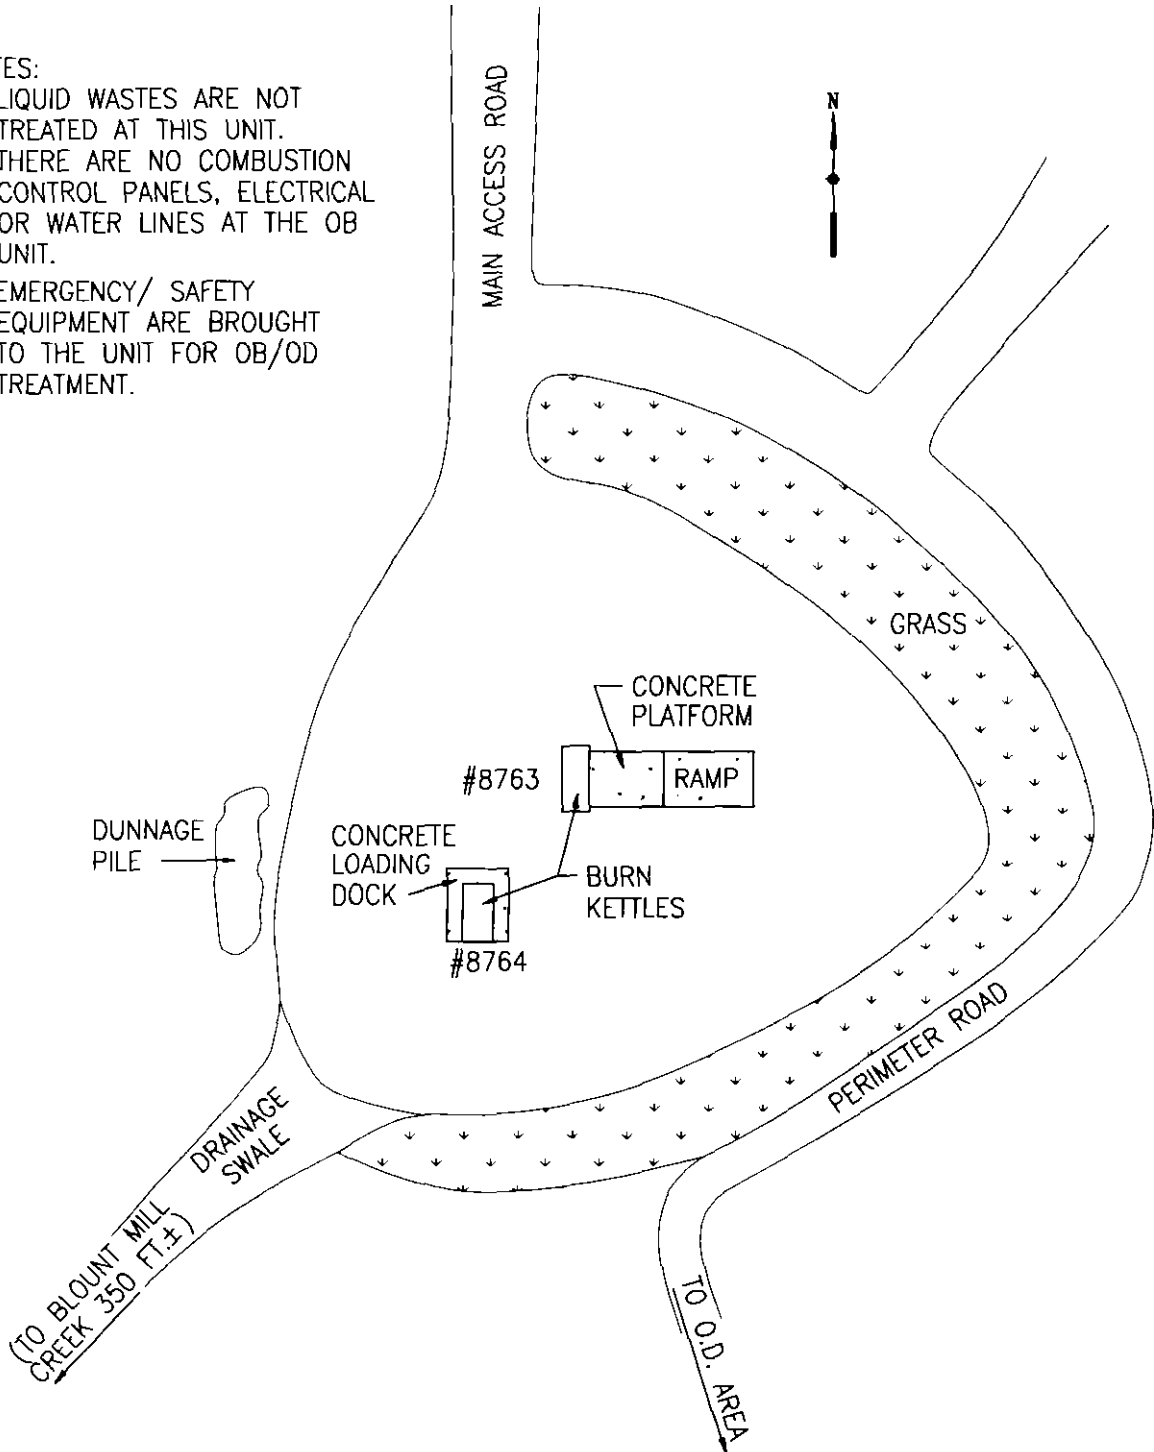 TES:
LIQUID WASTES ARE NOT
TREATED AT THIS UNIT.
THERE ARE NO COMBUSTION
CONTROL PANELS, ELECTRICAL
OR WATER LINES AT THE OB
UNIT.
EMERGENCY/ SAFETY
EQUIPMENT ARE BROUGHT
TO THE UNIT FOR OB/OD
TREATMENT.
MAIN ACCESS ROAD
N
GRASS
CONCRETE
PLATFORM
#8763
RAMP
DUNNAGE
PILE
CONCRETE
LOADING
DOCK
BURN
KETTLES
#8764
PERIMETER ROAD
DRAINAGE
SWALE
(TO BLOUNT MILL
CREEK 350 FT.±)
TO O.D. AREA